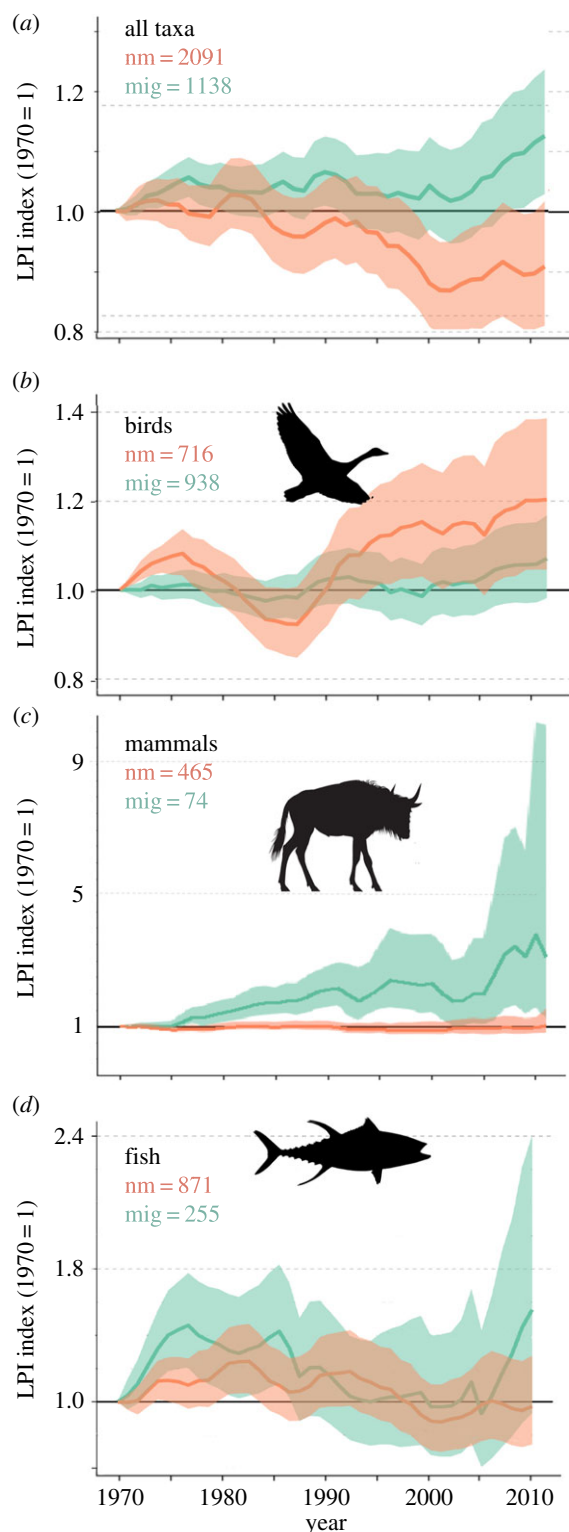 (a)
all taxa
nm = 2091
mig = 1138
LPI index (1970 = 1)
1.2
1.0
0.8
(b)
birds
nm = 716
mig = 938
LPI index (1970 = 1)
1.4
1.2
1.0
0.8
(c)
mammals
nm = 465
mig = 74
LPI index (1970 = 1)
9
5
1
(d)
fish
nm = 871
mig = 255
LPI index (1970 = 1)
2.4
1.8
1.0
1970 1980 1990 2000 2010
year